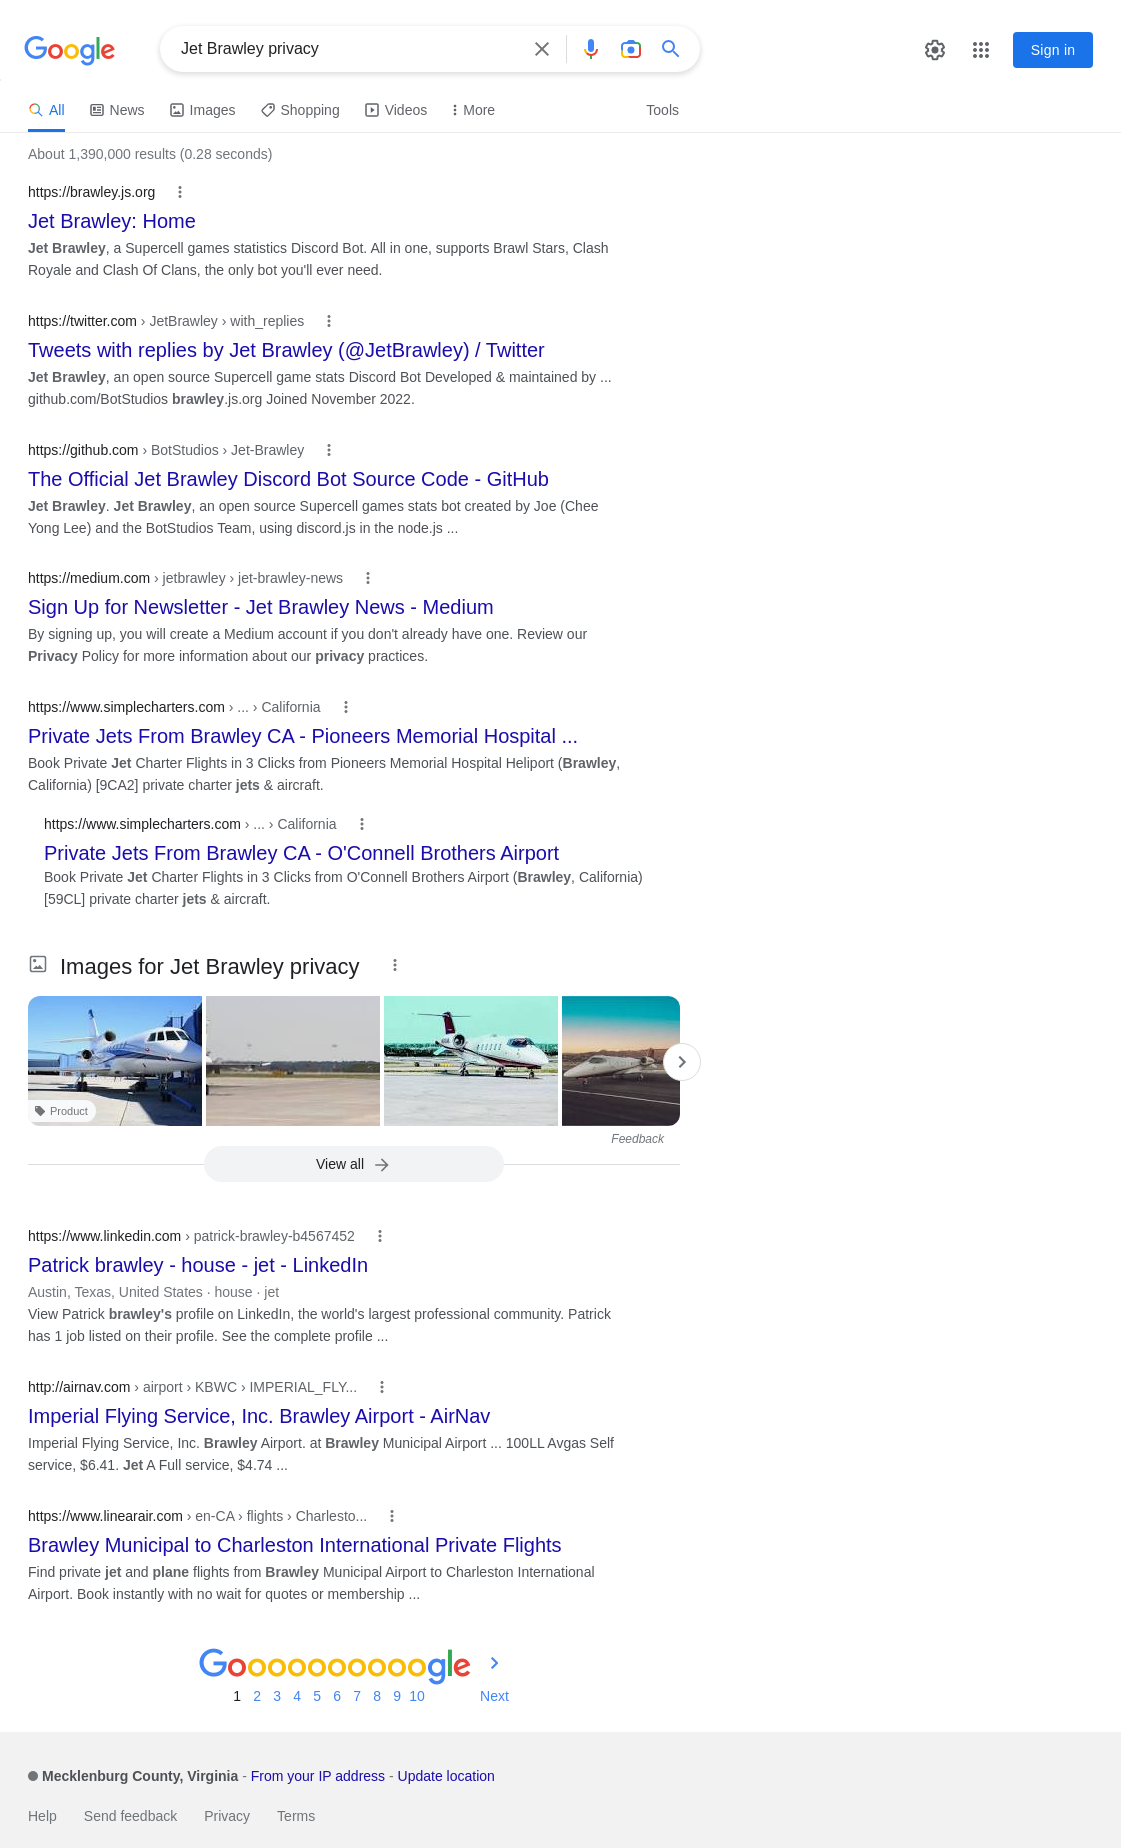 Google
Jet Brawley privacy
Sign in
All
News
Images
Shopping
Videos
More
Tools
About 1,390,000 results (0.28 seconds)
https://brawley.js.org
Jet Brawley: Home
Jet Brawley, a Supercell games statistics Discord Bot. All in one, supports Brawl Stars, Clash
Royale and Clash Of Clans, the only bot you'll ever need.
https://twitter.com › JetBrawley › with_replies
Tweets with replies by Jet Brawley (@JetBrawley) / Twitter
Jet Brawley, an open source Supercell game stats Discord Bot Developed & maintained by ...
github.com/BotStudios brawley.js.org Joined November 2022.
https://github.com › BotStudios › Jet-Brawley
The Official Jet Brawley Discord Bot Source Code - GitHub
Jet Brawley. Jet Brawley, an open source Supercell games stats bot created by Joe (Chee
Yong Lee) and the BotStudios Team, using discord.js in the node.js ...
https://medium.com › jetbrawley › jet-brawley-news
Sign Up for Newsletter - Jet Brawley News - Medium
By signing up, you will create a Medium account if you don't already have one. Review our
Privacy Policy for more information about our privacy practices.
https://www.simplecharters.com › ... › California
Private Jets From Brawley CA - Pioneers Memorial Hospital ...
Book Private Jet Charter Flights in 3 Clicks from Pioneers Memorial Hospital Heliport (Brawley,
California) [9CA2] private charter jets & aircraft.
https://www.simplecharters.com › ... › California
Private Jets From Brawley CA - O'Connell Brothers Airport
Book Private Jet Charter Flights in 3 Clicks from O'Connell Brothers Airport (Brawley, California)
[59CL] private charter jets & aircraft.
Images for Jet Brawley privacy
Product
Feedback
View all
https://www.linkedin.com › patrick-brawley-b4567452
Patrick brawley - house - jet - LinkedIn
Austin, Texas, United States · house · jet
View Patrick brawley's profile on LinkedIn, the world's largest professional community. Patrick
has 1 job listed on their profile. See the complete profile ...
http://airnav.com › airport › KBWC › IMPERIAL_FLY...
Imperial Flying Service, Inc. Brawley Airport - AirNav
Imperial Flying Service, Inc. Brawley Airport. at Brawley Municipal Airport ... 100LL Avgas Self
service, $6.41. Jet A Full service, $4.74 ...
https://www.linearair.com › en-CA › flights › Charlesto...
Brawley Municipal to Charleston International Private Flights
Find private jet and plane flights from Brawley Municipal Airport to Charleston International
Airport. Book instantly with no wait for quotes or membership ...
Goooooooooogle
1 2 3 4 5 6 7 8 9 10 Next
Mecklenburg County, Virginia - From your IP address - Update location
Help Send feedback Privacy Terms